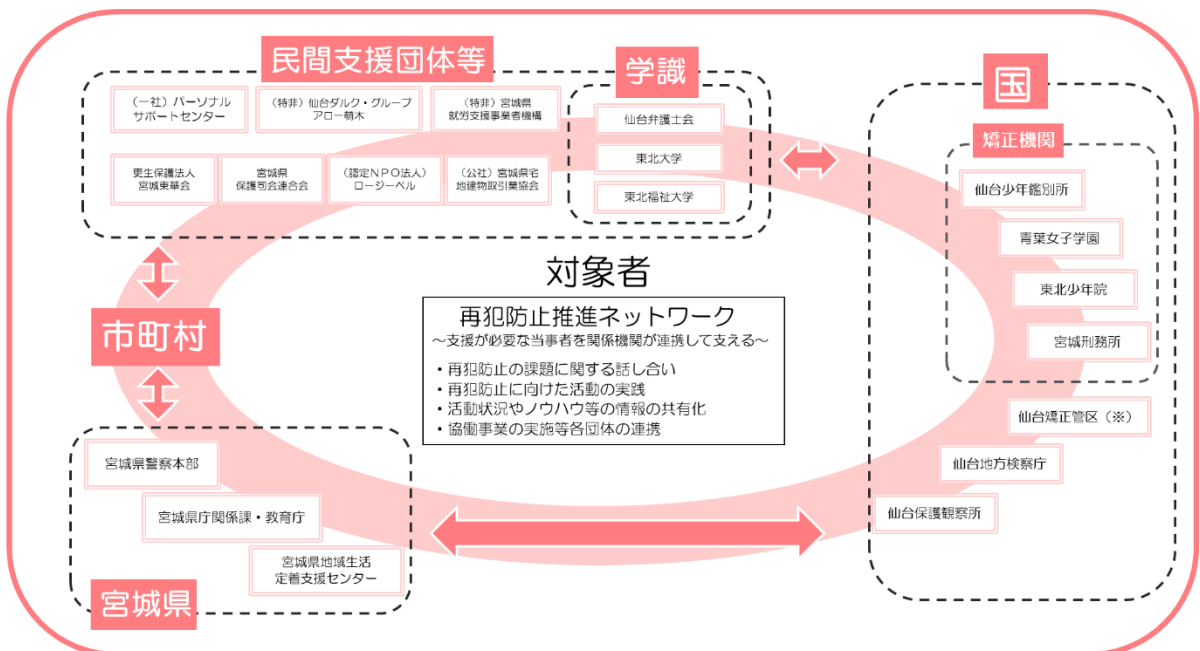 民間支援団体等
（一社）パーソナル
サポートセンター
（特非）仙台ダルク・グループ
アロー萌木
（特非）宮城県
就労支援事業者機構
更生保護法人
宮城東華会
宮城県
保護司会連合会
（認定ＮＰＯ法人）
ロージーベル
（公社）宮城県宅
地建物取引業協会
学識
仙台弁護士会
東北大学
東北福祉大学
国
矯正機関
仙台少年鑑別所
青葉女子学園
東北少年院
宮城刑務所
仙台矯正管区（※）
仙台地方検察庁
仙台保護観察所
対象者
再犯防止推進ネットワーク
～支援が必要な当事者を関係機関が連携して支える～
・再犯防止の課題に関する話し合い
・再犯防止に向けた活動の実践
・活動状況やノウハウ等の情報の共有化
・協働事業の実施等各団体の連携
市町村
宮城県警察本部
宮城県庁関係課・教育庁
宮城県地域生活
定着支援センター
宮城県